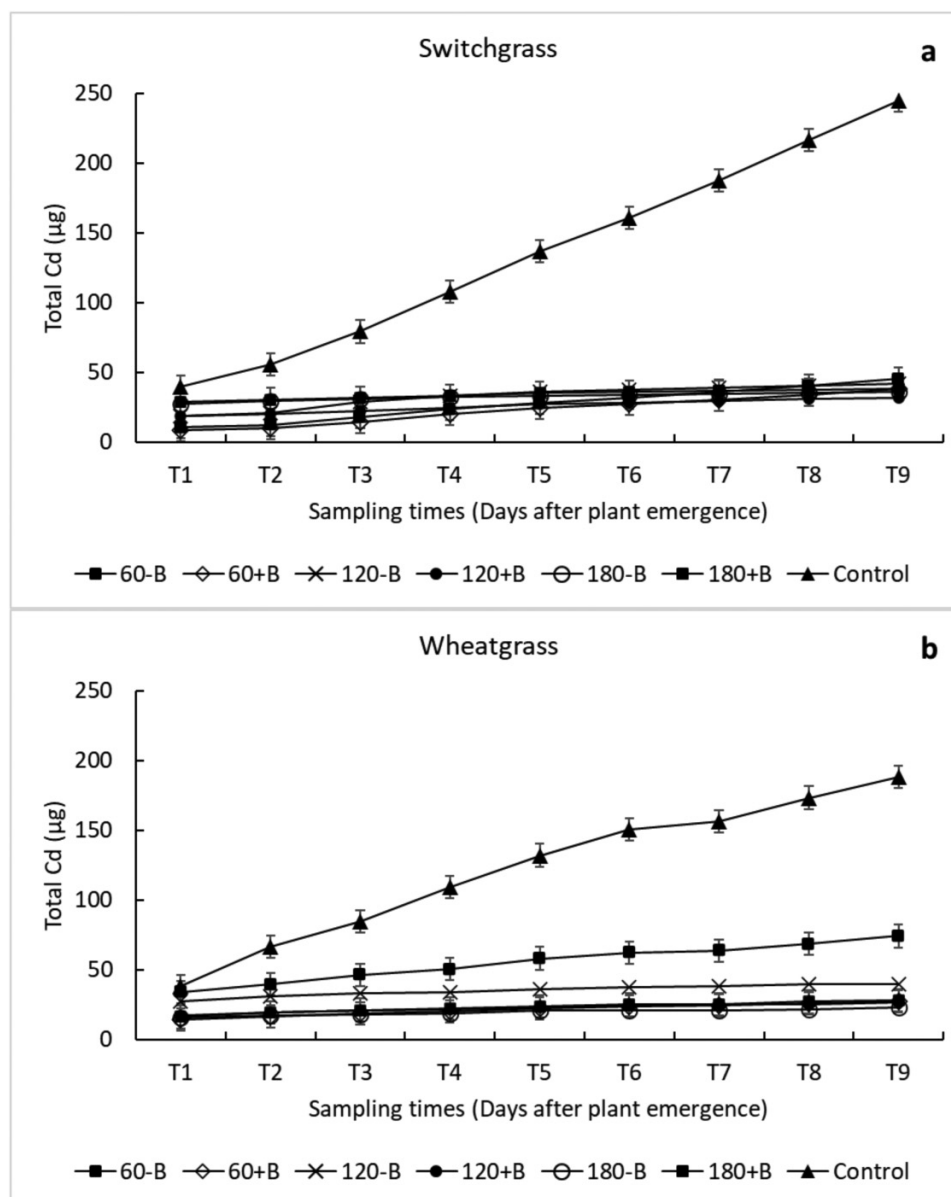 Switchgrass
a
250
200
150
100
50
0
Total Cd (µg)
T1 T2 T3 T4 T5 T6 T7 T8 T9
Sampling times (Days after plant emergence)
60-B 60+B 120-B 120+B 180-B 180+B Control
Wheatgrass
b
250
200
150
100
50
0
Total Cd (µg)
T1 T2 T3 T4 T5 T6 T7 T8 T9
Sampling times (Days after plant emergence)
60-B 60+B 120-B 120+B 180-B 180+B Control